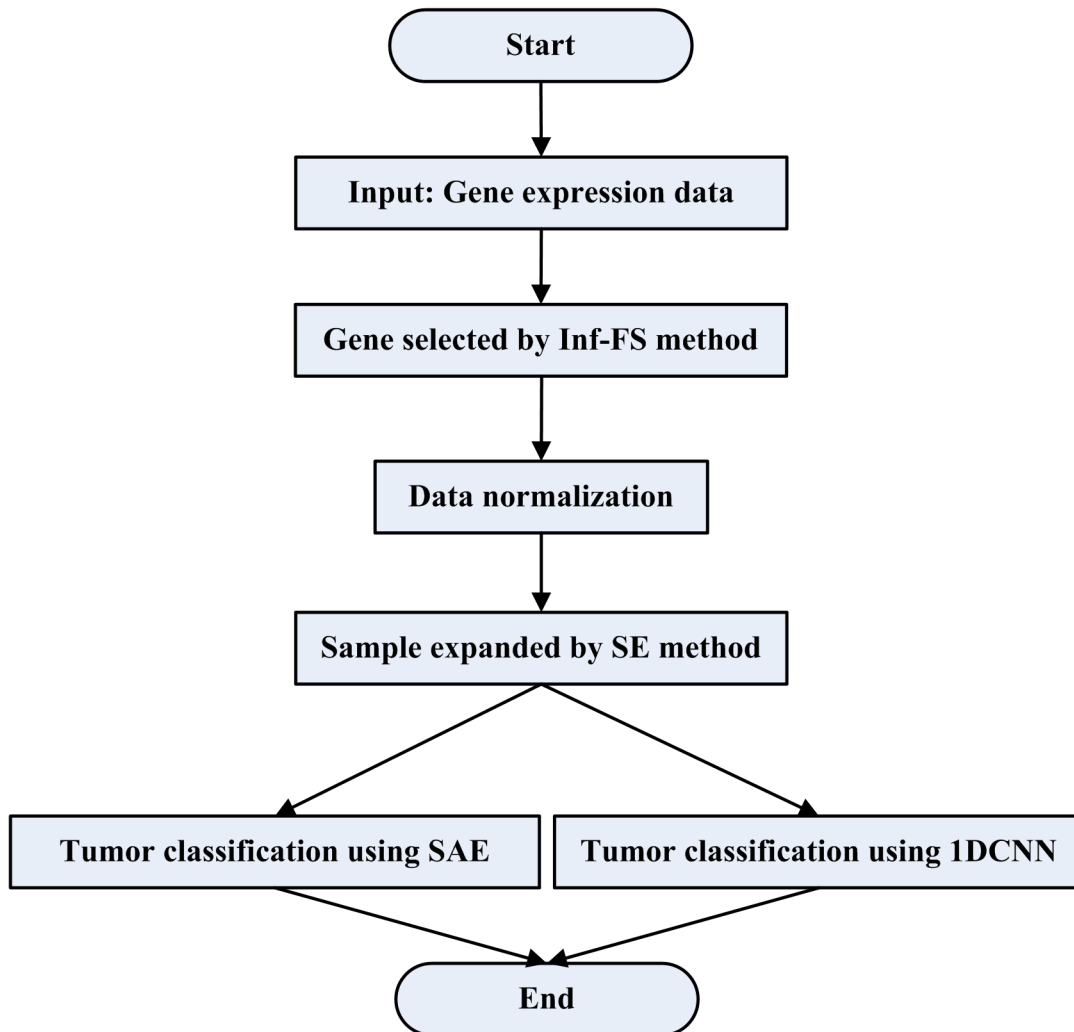 Start
Input: Gene expression data
Gene selected by Inf-FS method
Data normalization
Sample expanded by SE method
Tumor classification using SAE
Tumor classification using 1DCNN
End